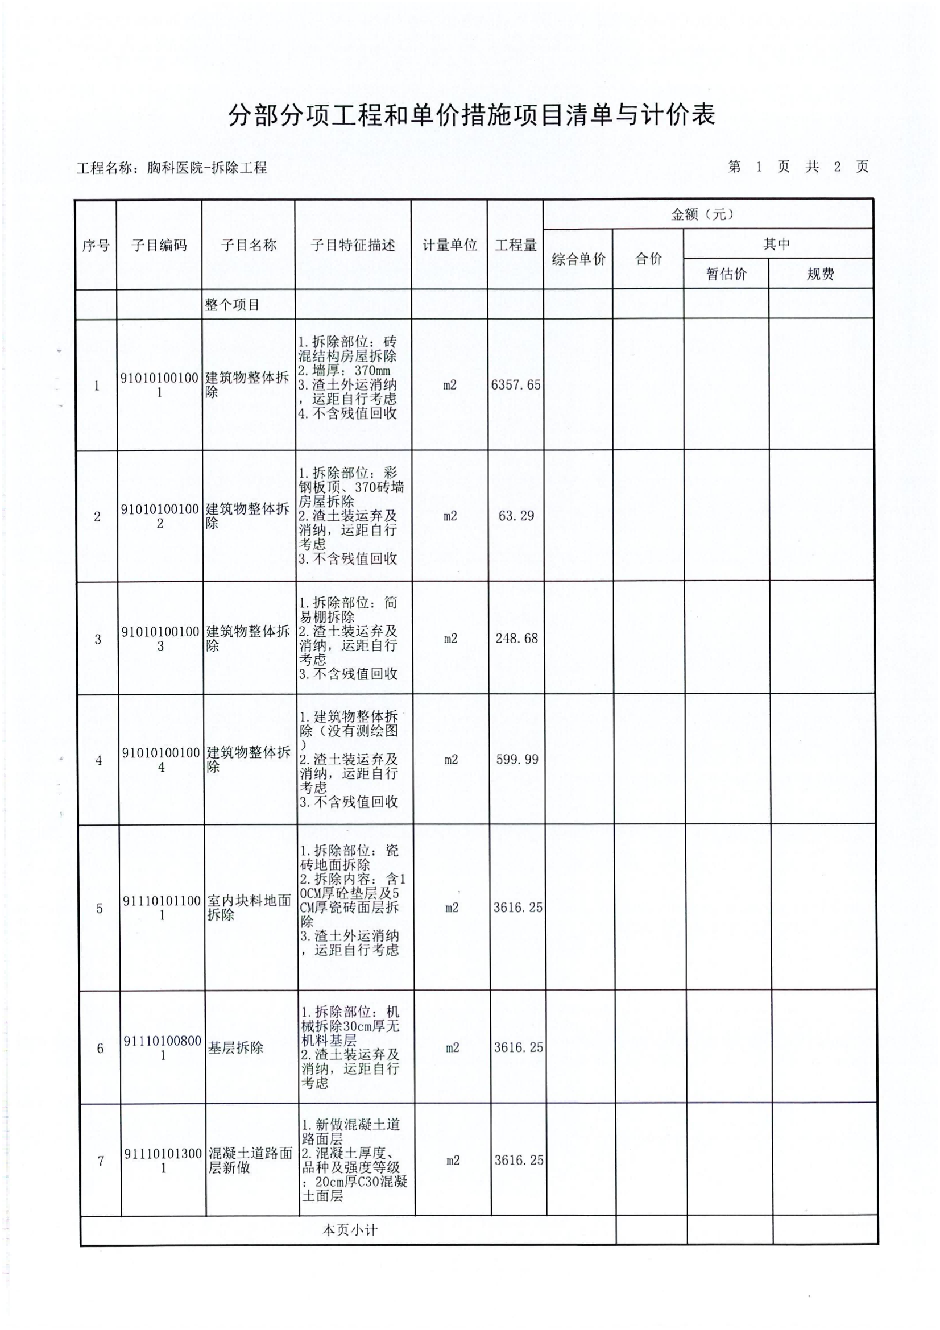 分部分项工程和单价措施项目清单与计价表
工程名称：胸科医院-拆除工程
第 1 页 共 2 页
序号
子目编码
子目名称
子目特征描述
计量单位
工程量
金额（元）
综合单价
合价
其中
暂估价
规费
整个项目
1
91010100100
1
建筑物整体拆
除
1.拆除部位：砖
混结构房屋拆除
2.墙厚：370mm
3.渣土外运消纳
，运距自行考虑
4.不含残值回收
m2
6357.65
2
91010100100
2
建筑物整体拆
除
1.拆除部位：彩
钢板顶、370砖墙
房屋拆除
2.渣土装运弃及
消纳，运距自行
考虑
3.不含残值回收
m2
63.29
3
91010100100
3
建筑物整体拆
除
1.拆除部位：简
易棚拆除
2.渣土装运弃及
消纳，运距自行
考虑
3.不含残值回收
m2
248.68
4
91010100100
4
建筑物整体拆
除
1.建筑物整体拆
除（没有测绘图
）
2.渣土装运弃及
消纳，运距自行
考虑
3.不含残值回收
m2
599.99
5
91110101100
1
室内块料地面
拆除
1.拆除部位：瓷
砖地面拆除
2.拆除内容：含1
0CM厚砼垫层及5
CM厚瓷砖面层拆
除
3.渣土外运消纳
，运距自行考虑
m2
3616.25
6
91110100800
1
基层拆除
1.拆除部位：机
械拆除30cm厚无
机料基层
2.渣土装运弃及
消纳，运距自行
考虑
m2
3616.25
7
91110101300
1
混凝土道路面
层新做
1.新做混凝土道
路面层
2.混凝土厚度、
品种及强度等级
：20cm厚C30混凝
土面层
m2
3616.25
本页小计